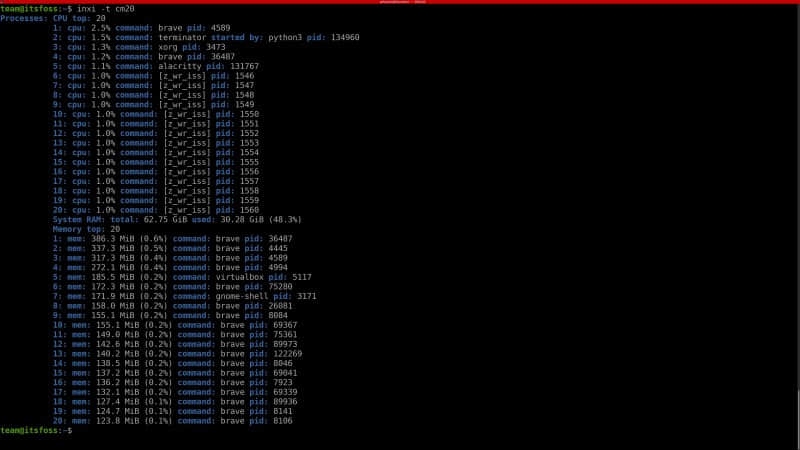 team@itsfoss:~$ inxi -t cm20
Processes: CPU top: 20
1: cpu: 2.5% command: brave pid: 4589
2: cpu: 1.5% command: terminator started by: python3 pid: 134960
3: cpu: 1.3% command: xorg pid: 3473
4: cpu: 1.2% command: brave pid: 36487
5: cpu: 1.1% command: alacritty pid: 131767
6: cpu: 1.0% command: [z_wr_iss] pid: 1546
7: cpu: 1.0% command: [z_wr_iss] pid: 1547
8: cpu: 1.0% command: [z_wr_iss] pid: 1548
9: cpu: 1.0% command: [z_wr_iss] pid: 1549
10: cpu: 1.0% command: [z_wr_iss] pid: 1550
11: cpu: 1.0% command: [z_wr_iss] pid: 1551
12: cpu: 1.0% command: [z_wr_iss] pid: 1552
13: cpu: 1.0% command: [z_wr_iss] pid: 1553
14: cpu: 1.0% command: [z_wr_iss] pid: 1554
15: cpu: 1.0% command: [z_wr_iss] pid: 1555
16: cpu: 1.0% command: [z_wr_iss] pid: 1556
17: cpu: 1.0% command: [z_wr_iss] pid: 1557
18: cpu: 1.0% command: [z_wr_iss] pid: 1558
19: cpu: 1.0% command: [z_wr_iss] pid: 1559
20: cpu: 1.0% command: [z_wr_iss] pid: 1560
System RAM: total: 62.75 GiB used: 30.28 GiB (48.3%)
Memory top: 20
1: mem: 386.3 MiB (0.6%) command: brave pid: 36487
2: mem: 337.3 MiB (0.5%) command: brave pid: 4445
3: mem: 317.3 MiB (0.4%) command: brave pid: 4589
4: mem: 272.1 MiB (0.4%) command: brave pid: 4994
5: mem: 185.5 MiB (0.2%) command: virtualbox pid: 5117
6: mem: 172.3 MiB (0.2%) command: brave pid: 75280
7: mem: 171.9 MiB (0.2%) command: gnome-shell pid: 3171
8: mem: 158.0 MiB (0.2%) command: brave pid: 26081
9: mem: 155.1 MiB (0.2%) command: brave pid: 8084
10: mem: 155.1 MiB (0.2%) command: brave pid: 69367
11: mem: 149.0 MiB (0.2%) command: brave pid: 75361
12: mem: 142.6 MiB (0.2%) command: brave pid: 89973
13: mem: 140.2 MiB (0.2%) command: brave pid: 122269
14: mem: 138.5 MiB (0.2%) command: brave pid: 8046
15: mem: 137.2 MiB (0.2%) command: brave pid: 69041
16: mem: 136.2 MiB (0.2%) command: brave pid: 7923
17: mem: 132.1 MiB (0.2%) command: brave pid: 69339
18: mem: 127.4 MiB (0.1%) command: brave pid: 89936
19: mem: 124.7 MiB (0.1%) command: brave pid: 8141
20: mem: 123.8 MiB (0.1%) command: brave pid: 8106
team@itsfoss:~$